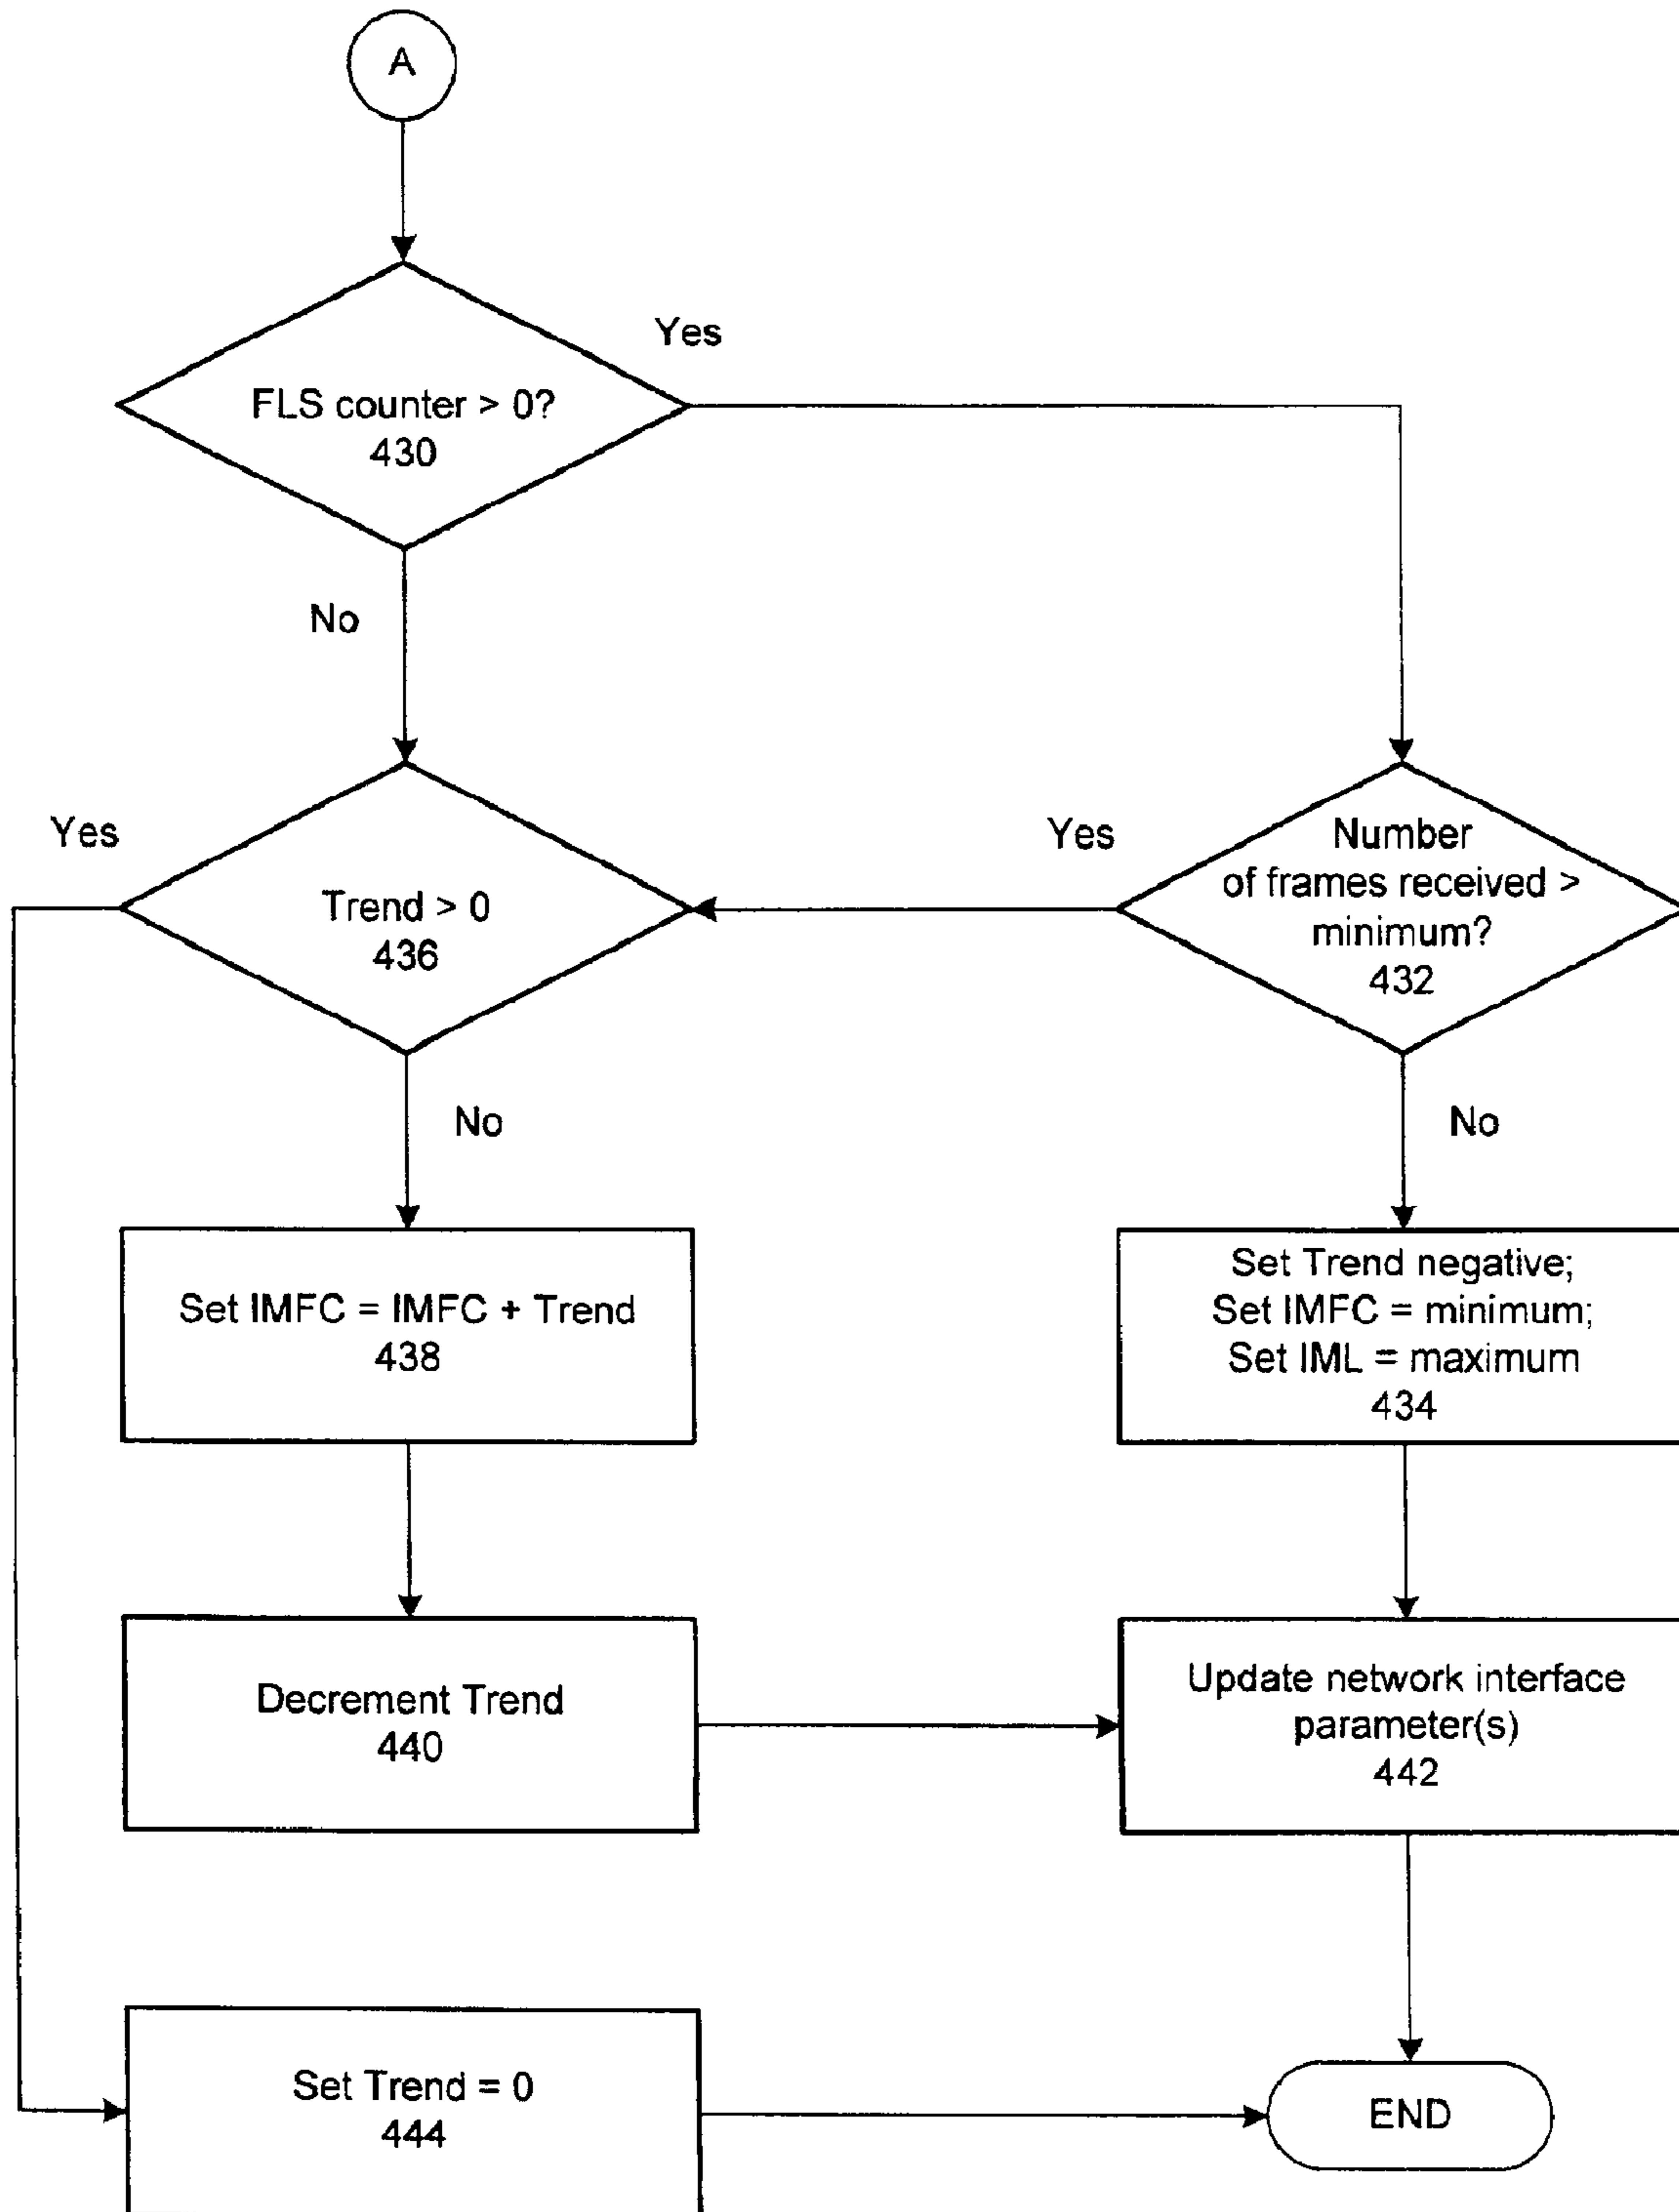 A
Yes
FLS counter > 0?
430
No
Yes
Trend > 0
436
Yes
Number
of frames received >
minimum?
432
No
No
Set IMFC = IMFC + Trend
438
Set Trend negative;
Set IMFC = minimum;
Set IML = maximum
434
Decrement Trend
440
Update network interface
parameter(s)
442
Set Trend = 0
444
END